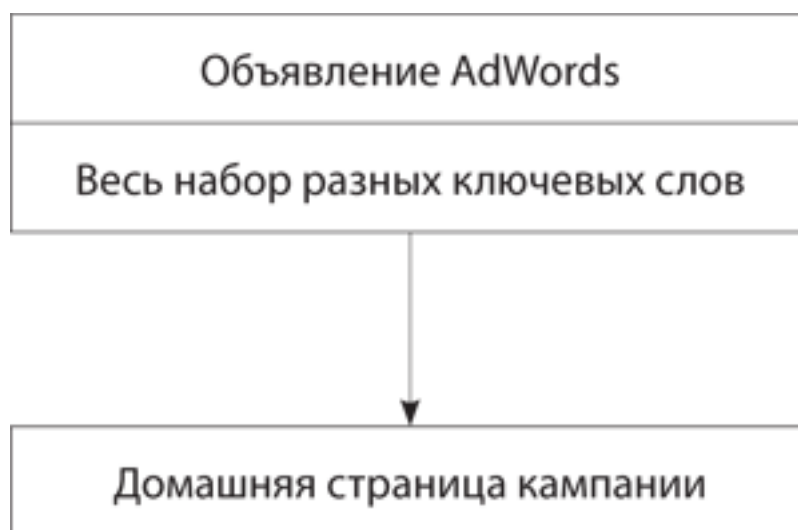 Объявление AdWords
Весь набор разных ключевых слов
Домашняя страница кампании